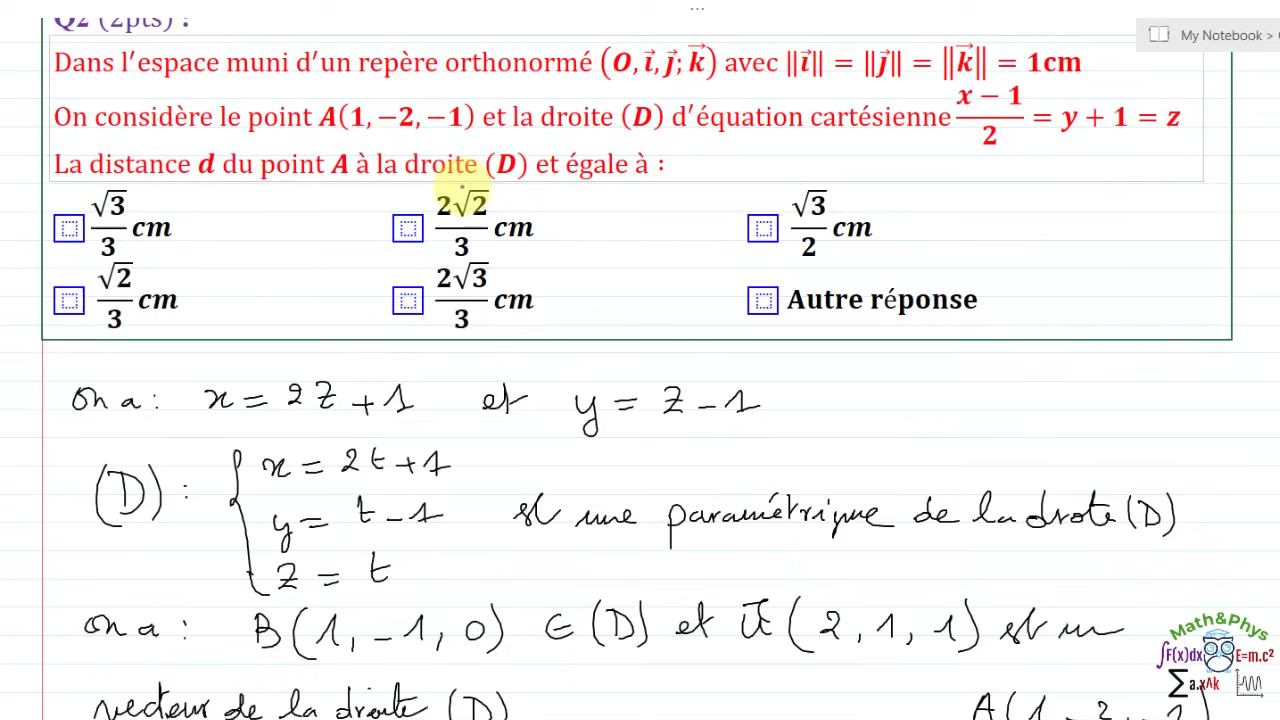 ...
Q2 (2pts) :
My Notebook >
Dans l'espace muni d'un repère orthonormé (O, i⃗, j⃗; k⃗) avec ‖i⃗‖ = ‖j⃗‖ = ‖k⃗‖ = 1cm
On considère le point A(1, −2, −1) et la droite (D) d'équation cartésienne (x − 1)/2 = y + 1 = z
La distance d du point A à la droite (D) et égale à :
√3/3 cm 2√2/3 cm √3/2 cm
√2/3 cm 2√3/3 cm Autre réponse
on a : x = 2z + 1 et y = z - 1
(D) : { x = 2t + 1
y = t - 1 est une paramétrique de la drote (D)
z = t
on a : B(1, -1, 0) ∈ (D) et u⃗(2, 1, 1) est un
vecteur de la droite (D) A(1, -2, -1)
Math&Phys
∫F(x)dx E=m.c²
∑ a.x∧k